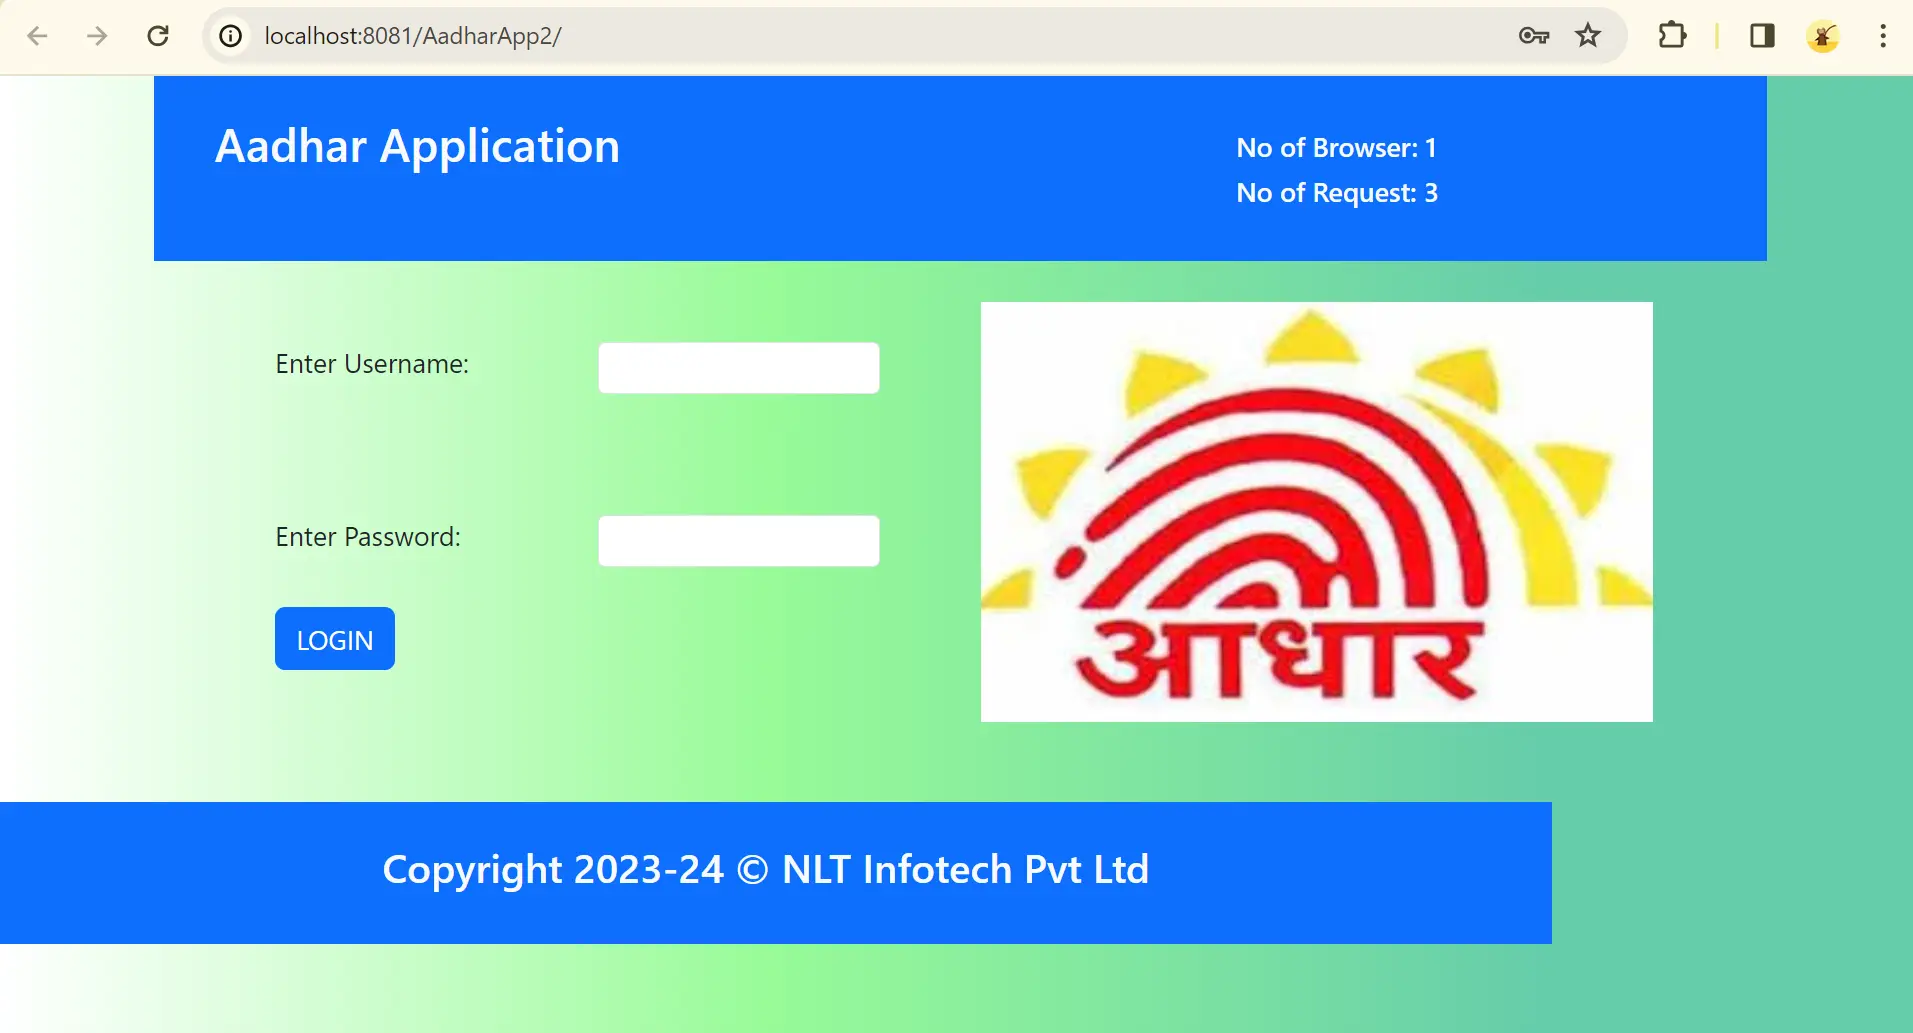 localhost:8081/AadharApp2/
Aadhar Application
No of Browser: 1
No of Request: 3
Enter Username:
Enter Password:
LOGIN
आधार
Copyright 2023-24 © NLT Infotech Pvt Ltd